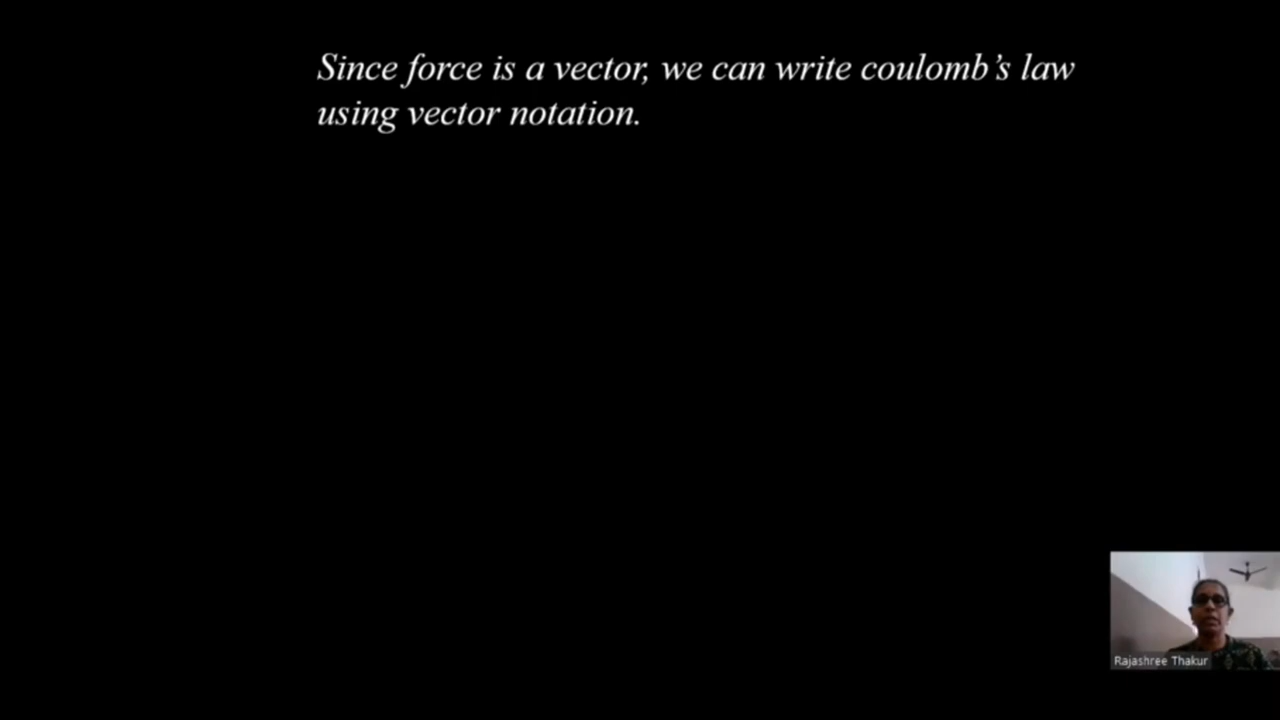 Since force is a vector, we can write coulomb’s law
using vector notation.
Rajashree Thakur